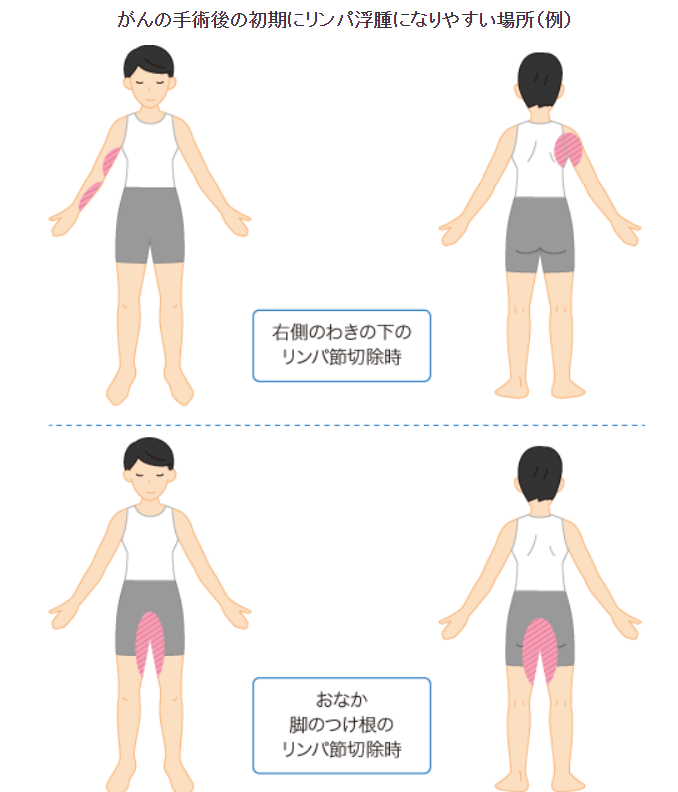 がんの手術後の初期にリンパ浮腫になりやすい場所（例）
右側のわきの下の
リンパ節切除時
おなか
脚のつけ根の
リンパ節切除時